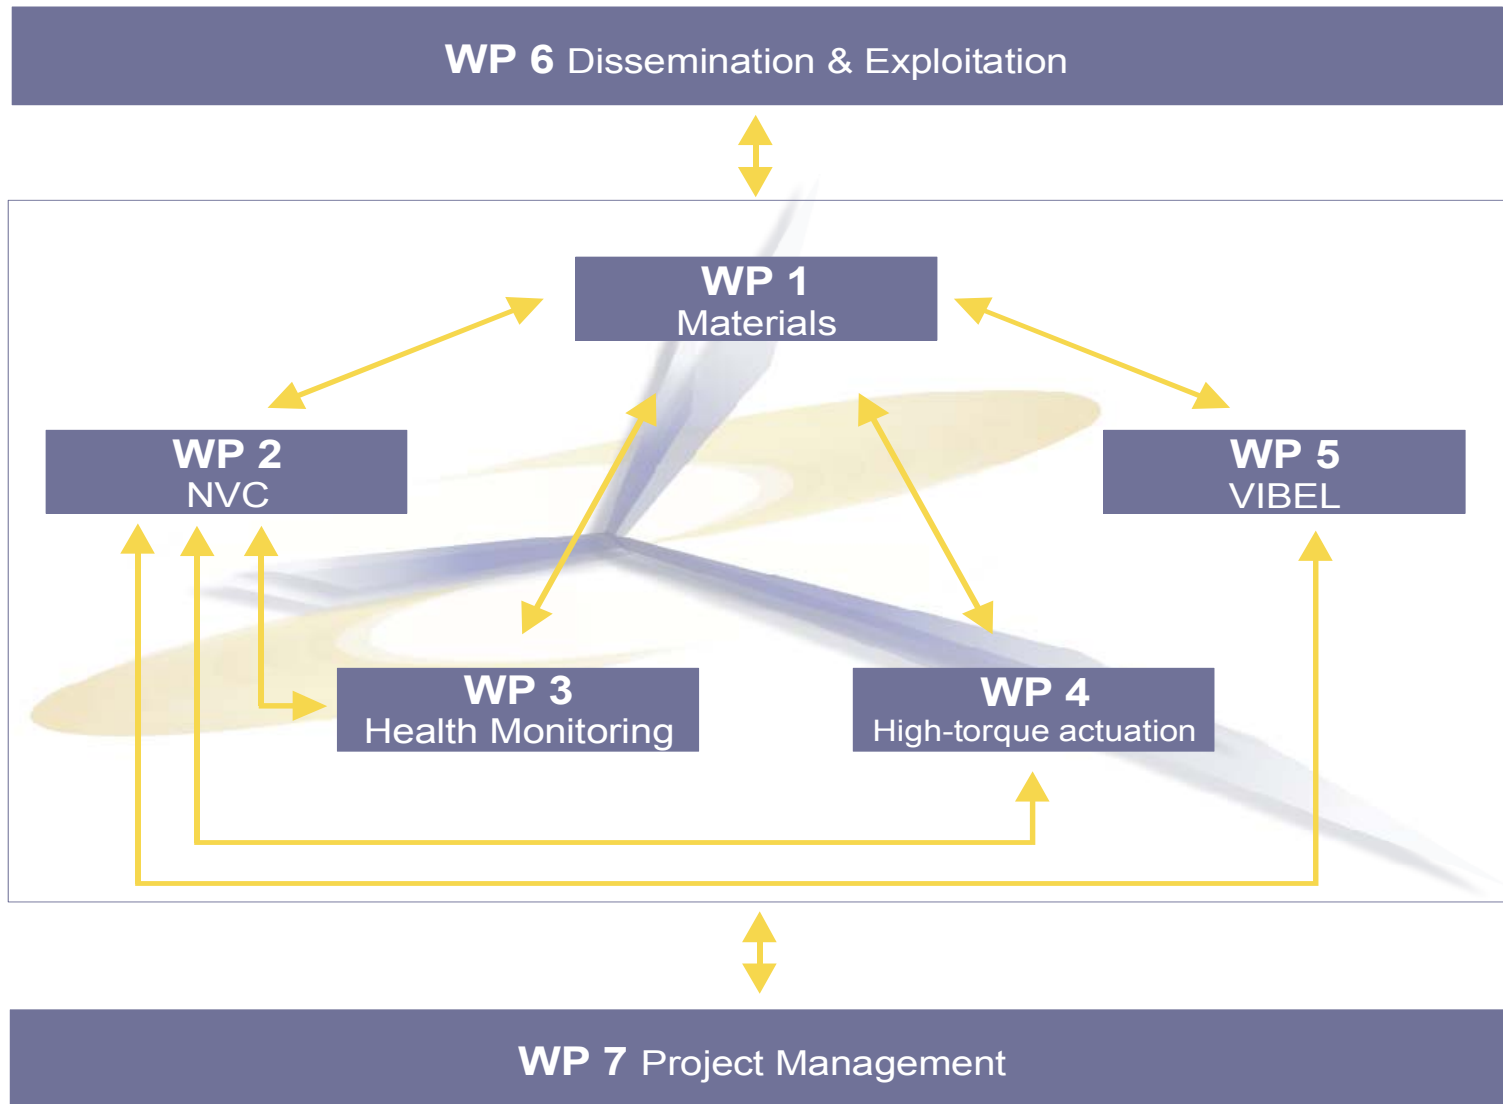 WP 6 Dissemination & Exploitation
WP 1
Materials
WP 2
NVC
WP 5
VIBEL
WP 3
Health Monitoring
WP 4
High-torque actuation
WP 7 Project Management